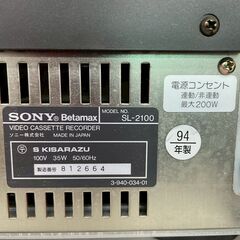 SONY® Betamax MODEL NO. SL-2100
VIDEO CASSETTE RECORDER
ソニー株式会社 MADE IN JAPAN
S KISARAZU
100V 35W 50/60Hz
製造番号 812664
3-940-034-01
電源コンセント
連動/非連動
最大200W
94
年製